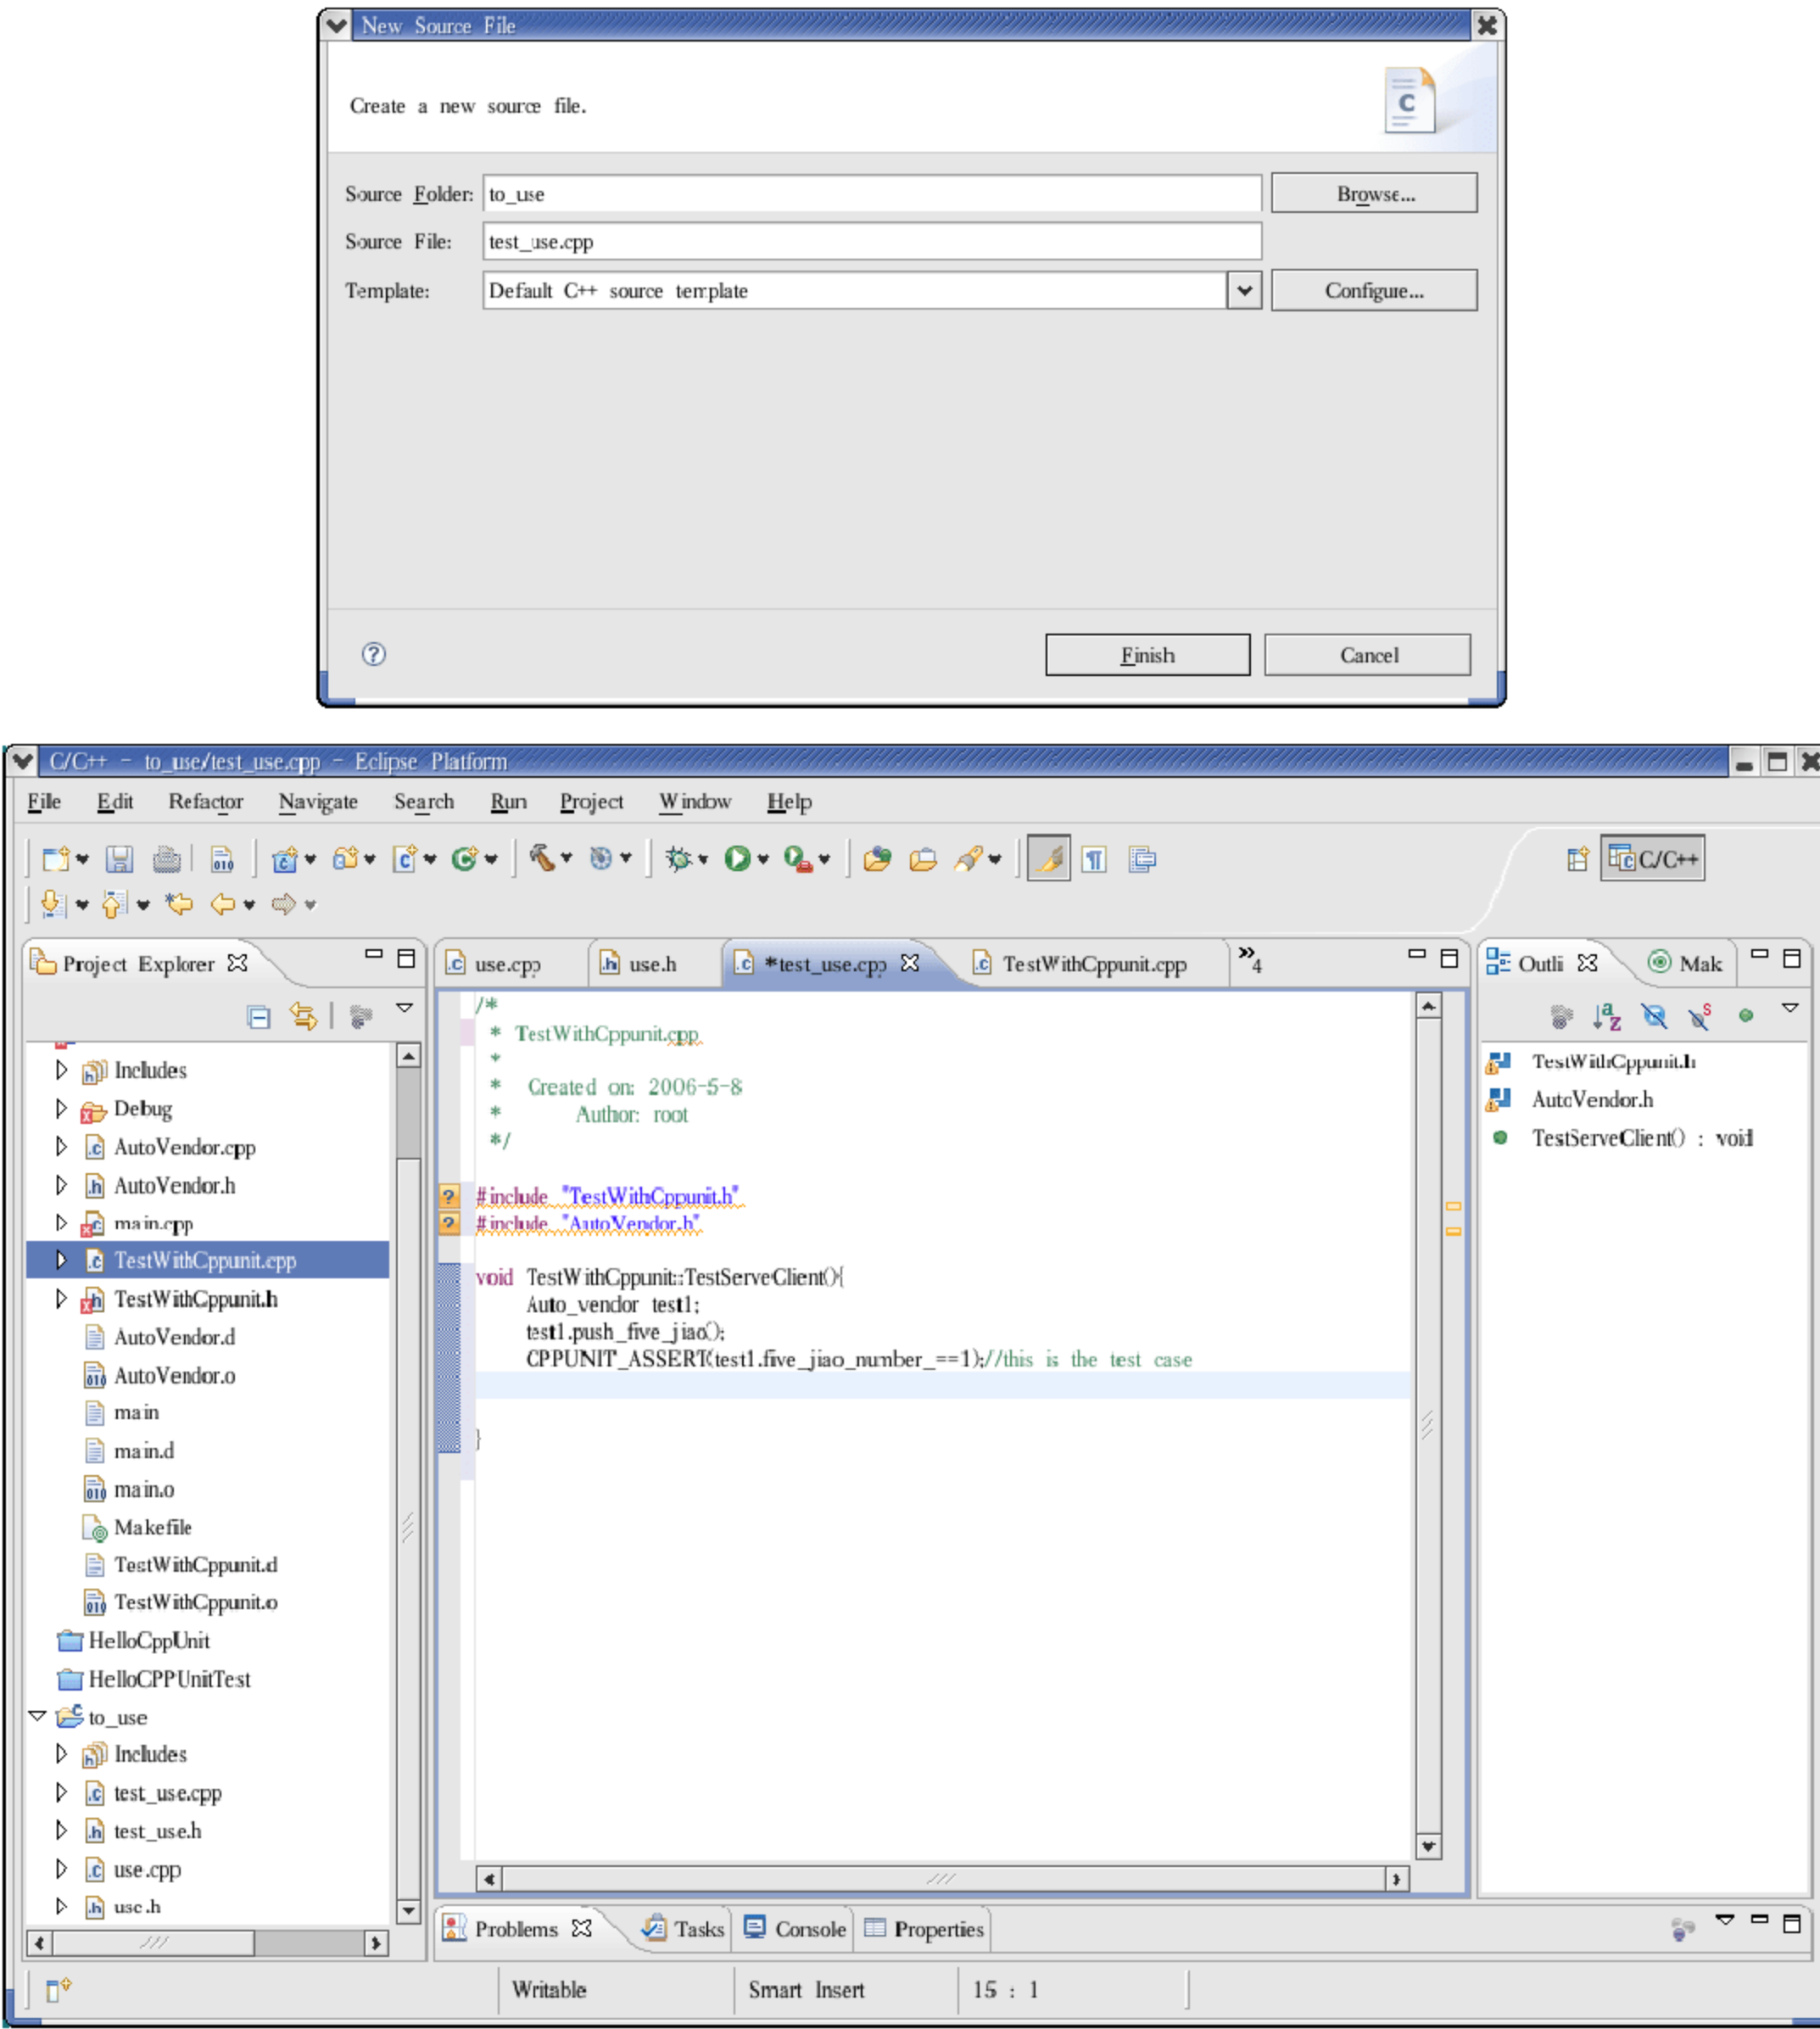 New Source File
Create a new source file.
Source Folder: to_use Browse...
Source File: test_use.cpp
Template: Default C++ source template Configure...
Finish Cancel
C/C++ - to_use/test_use.cpp - Eclipse Platform
File Edit Refactor Navigate Search Run Project Window Help
C/C++
Project Explorer
Includes
Debug
AutoVendor.cpp
AutoVendor.h
main.cpp
TestWithCppunit.cpp
TestWithCppunit.h
AutoVendor.d
AutoVendor.o
main
main.d
main.o
Makefile
TestWithCppunit.d
TestWithCppunit.o
HelloCppUnit
HelloCPPUnitTest
to_use
Includes
test_use.cpp
test_use.h
use.cpp
use.h
use.cpp use.h *test_use.cpp TestWithCppunit.cpp »4
/*
* TestWithCppunit.cpp
*
* Created on: 2006-5-8
* Author: root
*/
#include "TestWithCppunit.h"
#include "AutoVendor.h"
void TestWithCppunit::TestServeClient(){
Auto_vendor test1;
test1.push_five_jiao();
CPPUNIT_ASSERT(test1.five_jiao_number_==1);//this is the test case
}
Outli Mak
TestWithCppunit.h
AutoVendor.h
TestServeClient() : void
Problems Tasks Console Properties
Writable Smart Insert 15 : 1